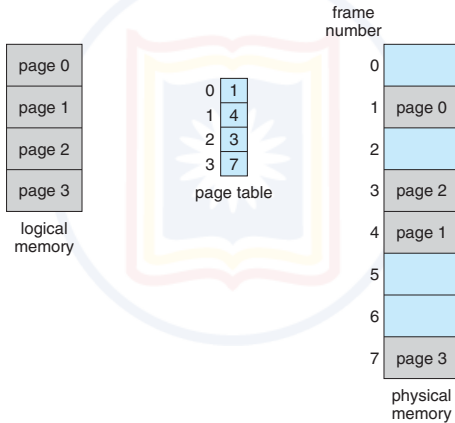 page 0
page 1
page 2
page 3
logical
memory
0 1
1 4
2 3
3 7
page table
frame
number
0
1 page 0
2
3 page 2
4 page 1
5
6
7 page 3
physical
memory